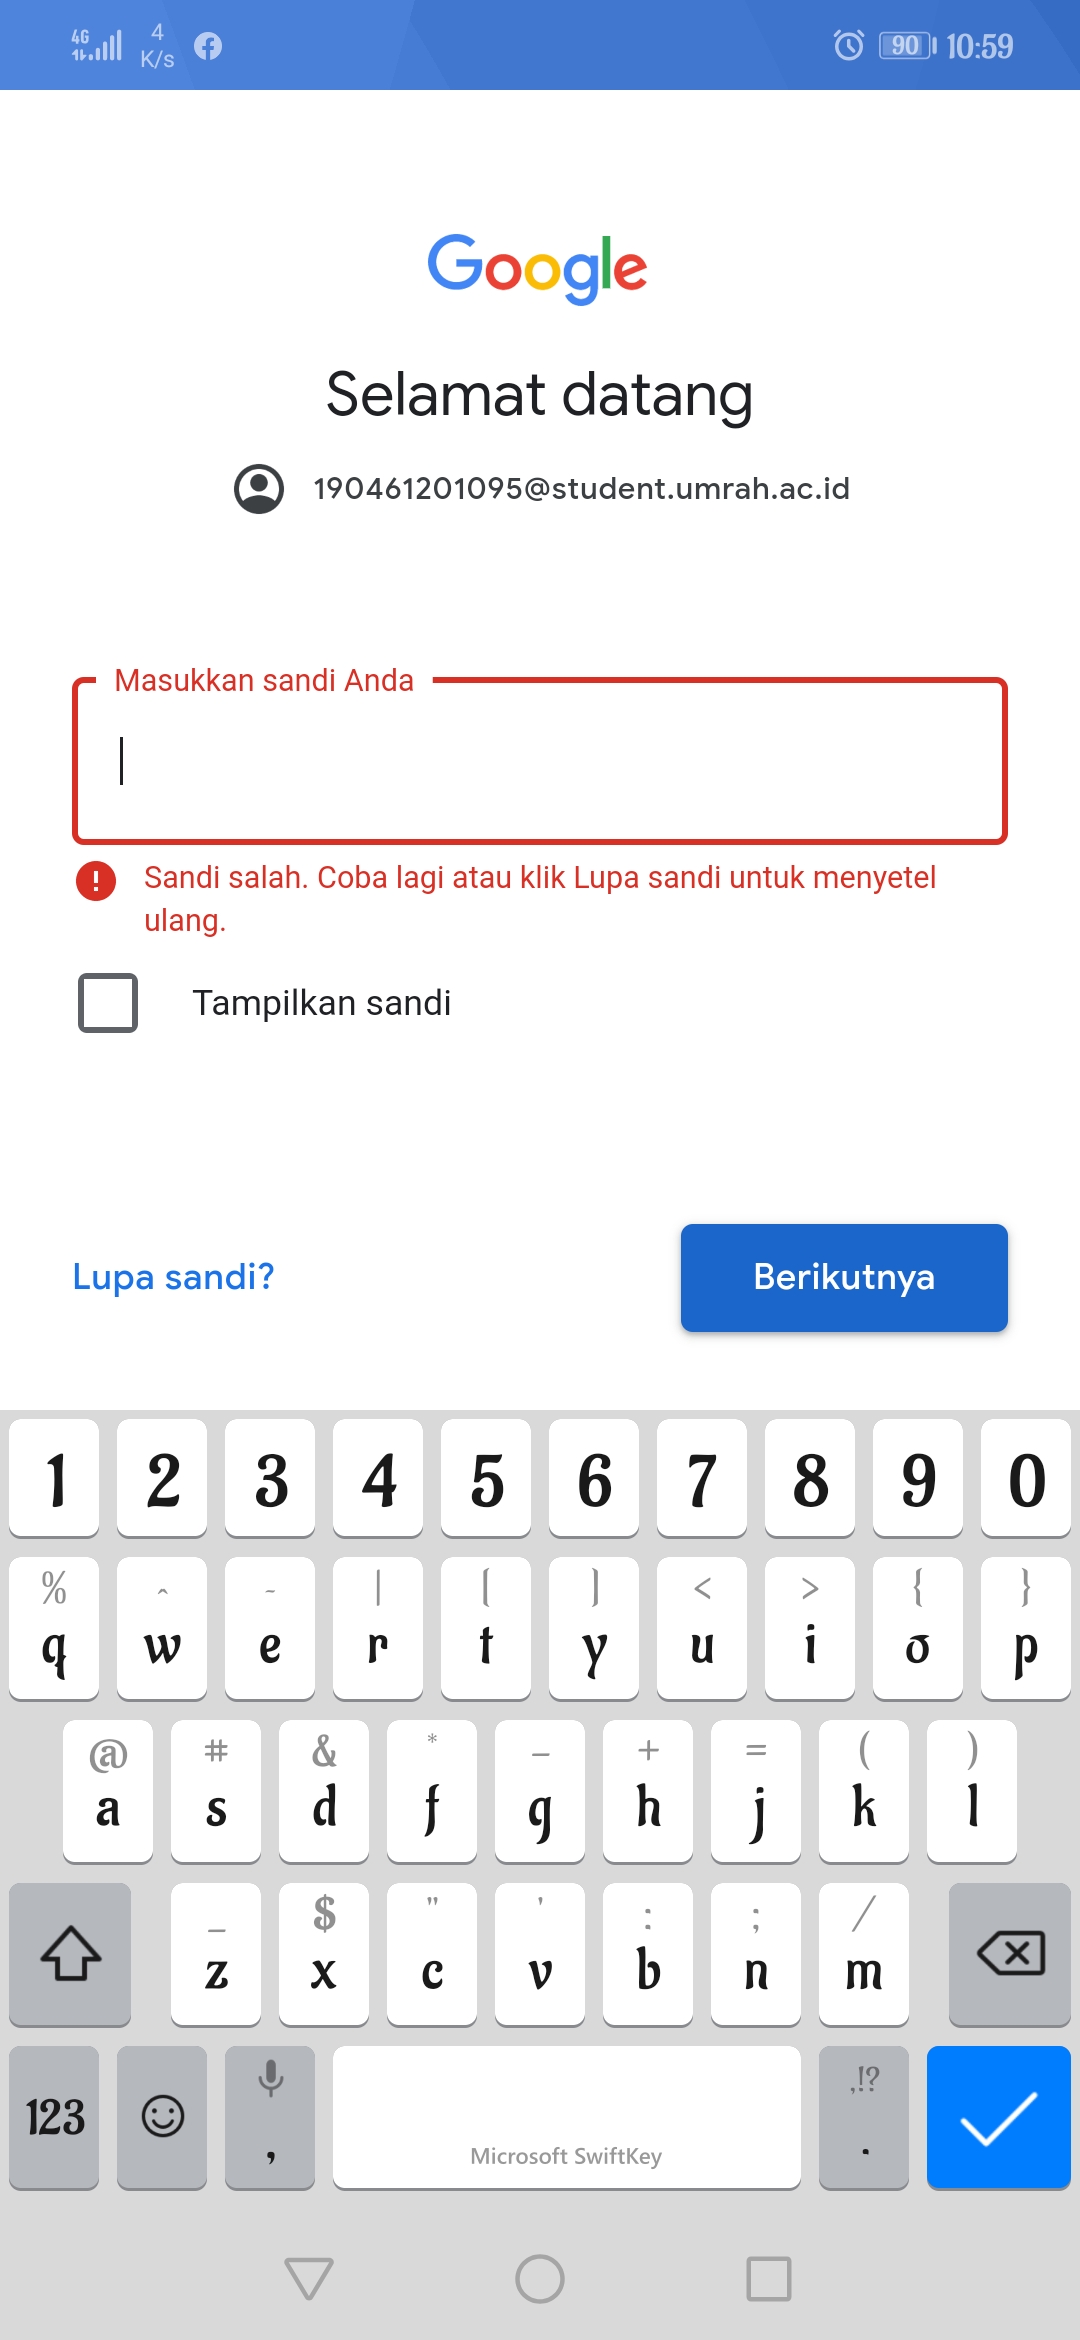 4G 4 K/s 90 10:59
Google
Selamat datang
190461201095@student.umrah.ac.id
Masukkan sandi Anda
! Sandi salah. Coba lagi atau klik Lupa sandi untuk menyetel
ulang.
Tampilkan sandi
Lupa sandi? Berikutnya
1 2 3 4 5 6 7 8 9 0
% ^ ~ | [ ] < > { }
q w e r t y u i o p
@ # & * - + = ( )
a s d f g h j k l
_ $ " ' : ; /
z x c v b n m
,!?
123 , Microsoft SwiftKey .